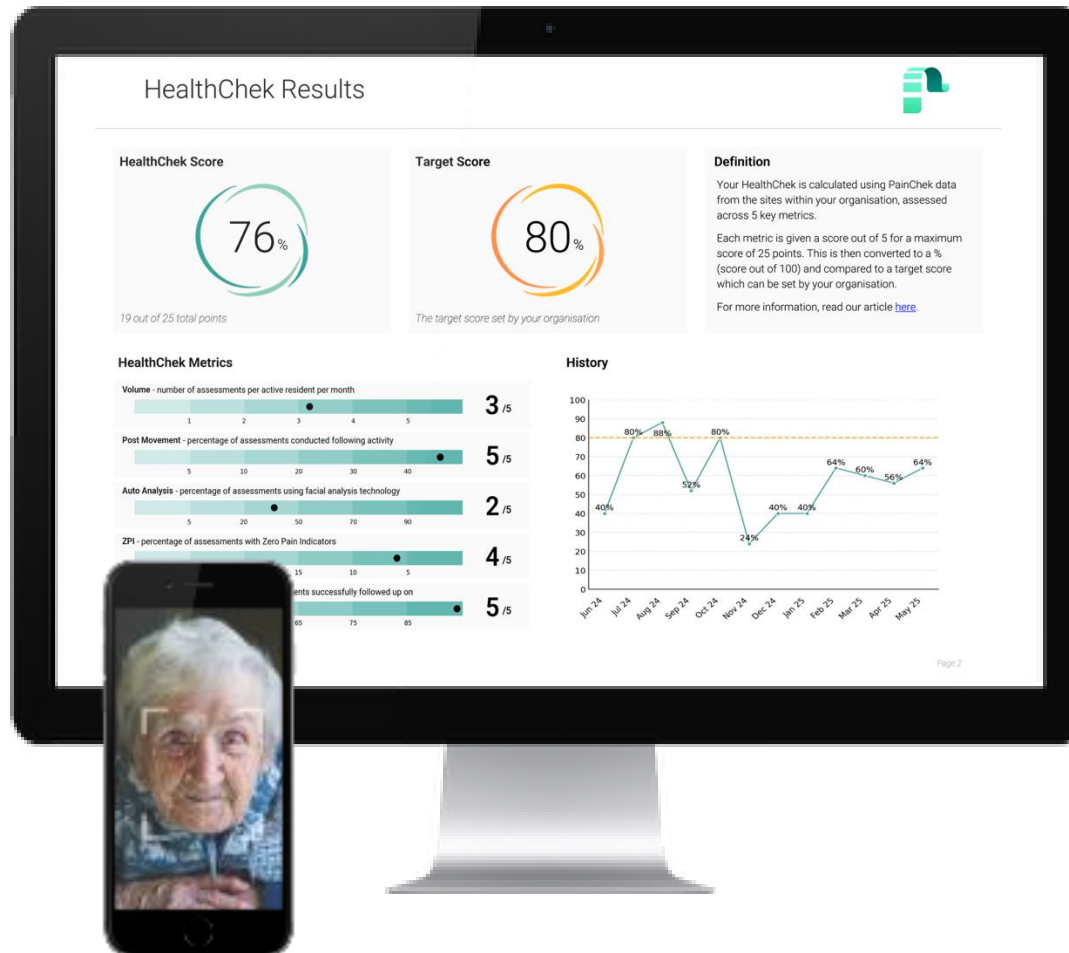 HealthChek Results
HealthChek Score
76%
19 out of 25 total points
Target Score
80%
The target score set by your organisation
Definition
Your HealthChek is calculated using PainChek data
from the sites within your organisation, assessed
across 5 key metrics.
Each metric is given a score out of 5 for a maximum
score of 25 points. This is then converted to a %
(score out of 100) and compared to a target score
which can be set by your organisation.
For more information, read our article here.
HealthChek Metrics
Volume - number of assessments per active resident per month
1 2 3 4 5
3 /5
Post Movement - percentage of assessments conducted following activity
5 10 20 30 40
5 /5
Auto Analysis - percentage of assessments using facial analysis technology
5 20 50 70 90
2 /5
ZPI - percentage of assessments with Zero Pain Indicators
15 10 5
4 /5
ents successfully followed up on
65 75 85
5 /5
History
100
90
80
70
60
50
40
30
20
10
0
40% 80% 88% 52% 80% 24% 40% 40% 64% 60% 56% 64%
Jun 24 Jul 24 Aug 24 Sep 24 Oct 24 Nov 24 Dec 24 Jan 25 Feb 25 Mar 25 Apr 25 May 25
Page 2